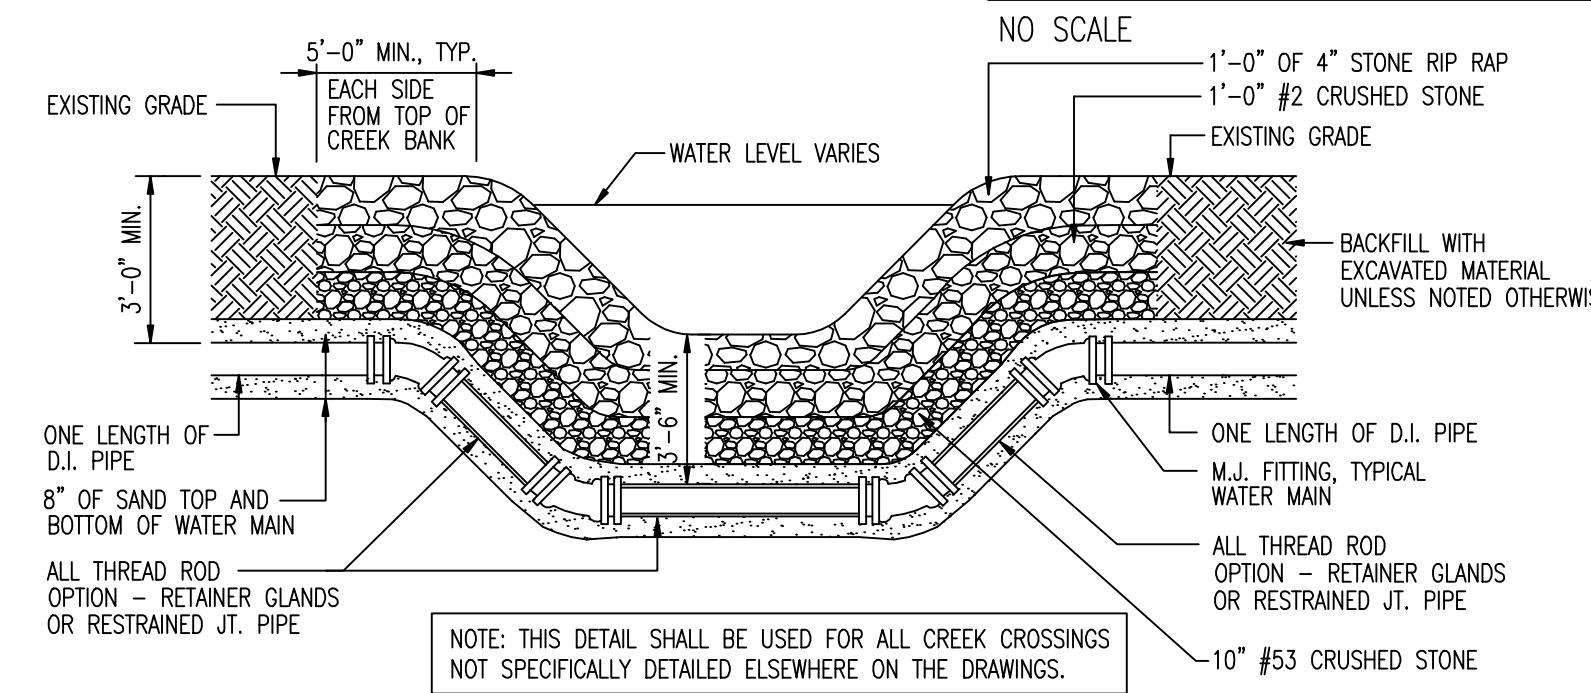 NO SCALE
5'-0" MIN., TYP.
EACH SIDE
FROM TOP OF
CREEK BANK
EXISTING GRADE
WATER LEVEL VARIES
1'-0" OF 4" STONE RIP RAP
1'-0" #2 CRUSHED STONE
EXISTING GRADE
3'-0" MIN.
BACKFILL WITH
EXCAVATED MATERIAL
UNLESS NOTED OTHERWIS
3'-6" MIN.
ONE LENGTH OF
D.I. PIPE
8" OF SAND TOP AND
BOTTOM OF WATER MAIN
ALL THREAD ROD
OPTION – RETAINER GLANDS
OR RESTRAINED JT. PIPE
ONE LENGTH OF D.I. PIPE
M.J. FITTING, TYPICAL
WATER MAIN
ALL THREAD ROD
OPTION – RETAINER GLANDS
OR RESTRAINED JT. PIPE
10" #53 CRUSHED STONE
NOTE: THIS DETAIL SHALL BE USED FOR ALL CREEK CROSSINGS
NOT SPECIFICALLY DETAILED ELSEWHERE ON THE DRAWINGS.